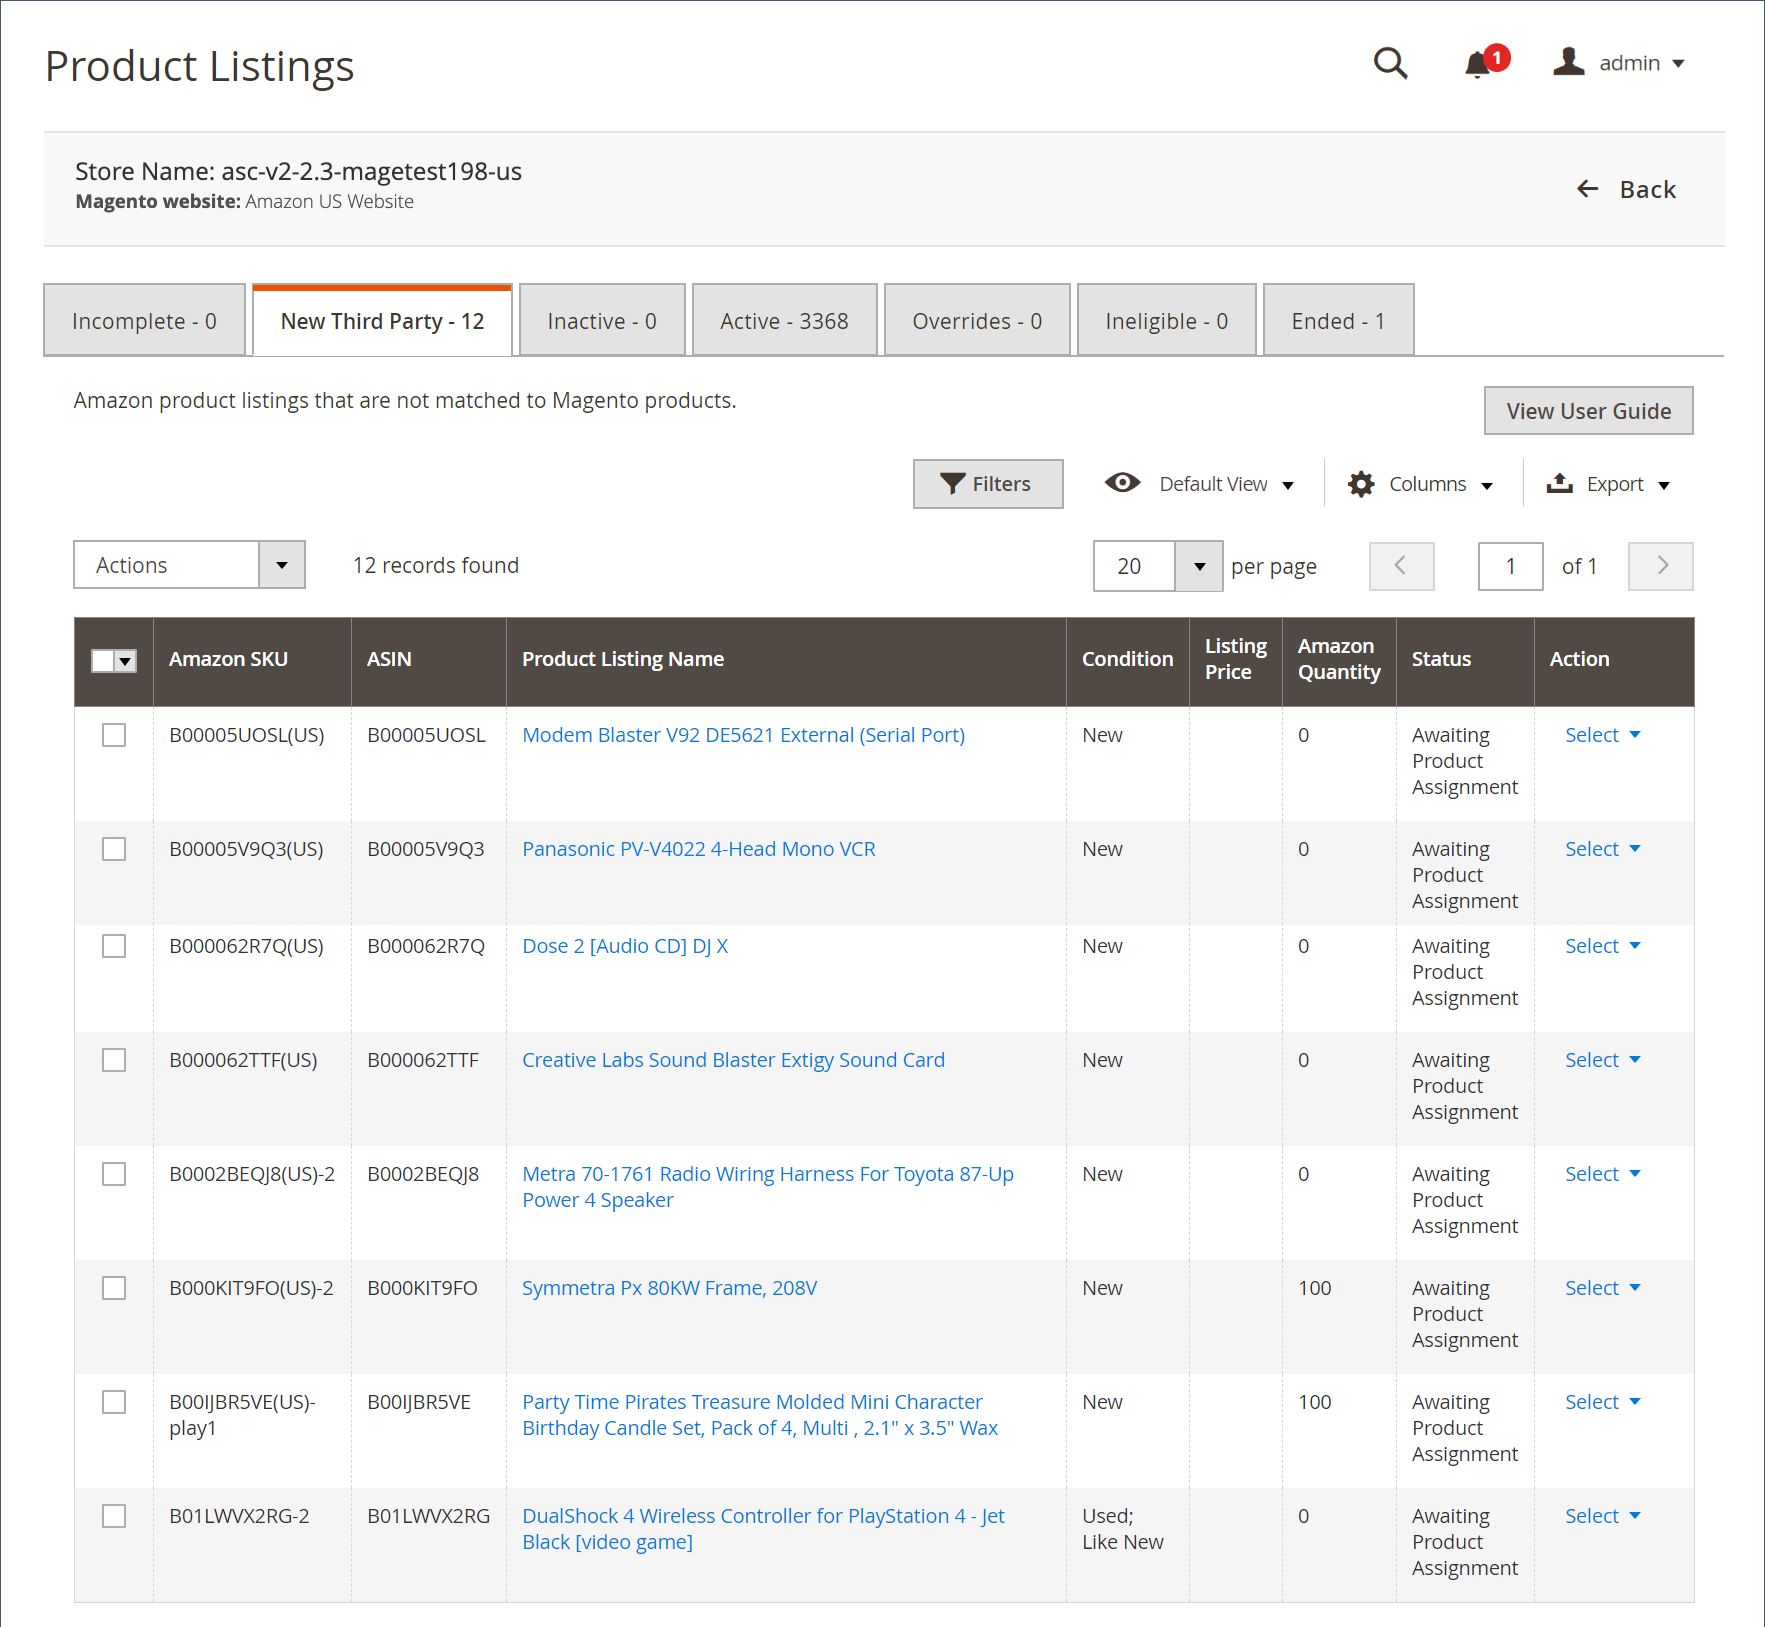 Product Listings
1
admin
Store Name: asc-v2-2.3-magetest198-us
Magento website: Amazon US Website
Back
Incomplete - 0
New Third Party - 12
Inactive - 0
Active - 3368
Overrides - 0
Ineligible - 0
Ended - 1
Amazon product listings that are not matched to Magento products.
View User Guide
Filters
Default View
Columns
Export
Actions
12 records found
20
per page
1
of 1
Amazon SKU
ASIN
Product Listing Name
Condition
Listing
Price
Amazon
Quantity
Status
Action
B00005UOSL(US)
B00005UOSL
Modem Blaster V92 DE5621 External (Serial Port)
New
0
Awaiting
Product
Assignment
Select
B00005V9Q3(US)
B00005V9Q3
Panasonic PV-V4022 4-Head Mono VCR
New
0
Awaiting
Product
Assignment
Select
B000062R7Q(US)
B000062R7Q
Dose 2 [Audio CD] DJ X
New
0
Awaiting
Product
Assignment
Select
B000062TTF(US)
B000062TTF
Creative Labs Sound Blaster Extigy Sound Card
New
0
Awaiting
Product
Assignment
Select
B0002BEQJ8(US)-2
B0002BEQJ8
Metra 70-1761 Radio Wiring Harness For Toyota 87-Up
Power 4 Speaker
New
0
Awaiting
Product
Assignment
Select
B000KIT9FO(US)-2
B000KIT9FO
Symmetra Px 80KW Frame, 208V
New
100
Awaiting
Product
Assignment
Select
B00IJBR5VE(US)-
play1
B00IJBR5VE
Party Time Pirates Treasure Molded Mini Character
Birthday Candle Set, Pack of 4, Multi , 2.1" x 3.5" Wax
New
100
Awaiting
Product
Assignment
Select
B01LWVX2RG-2
B01LWVX2RG
DualShock 4 Wireless Controller for PlayStation 4 - Jet
Black [video game]
Used;
Like New
0
Awaiting
Product
Assignment
Select